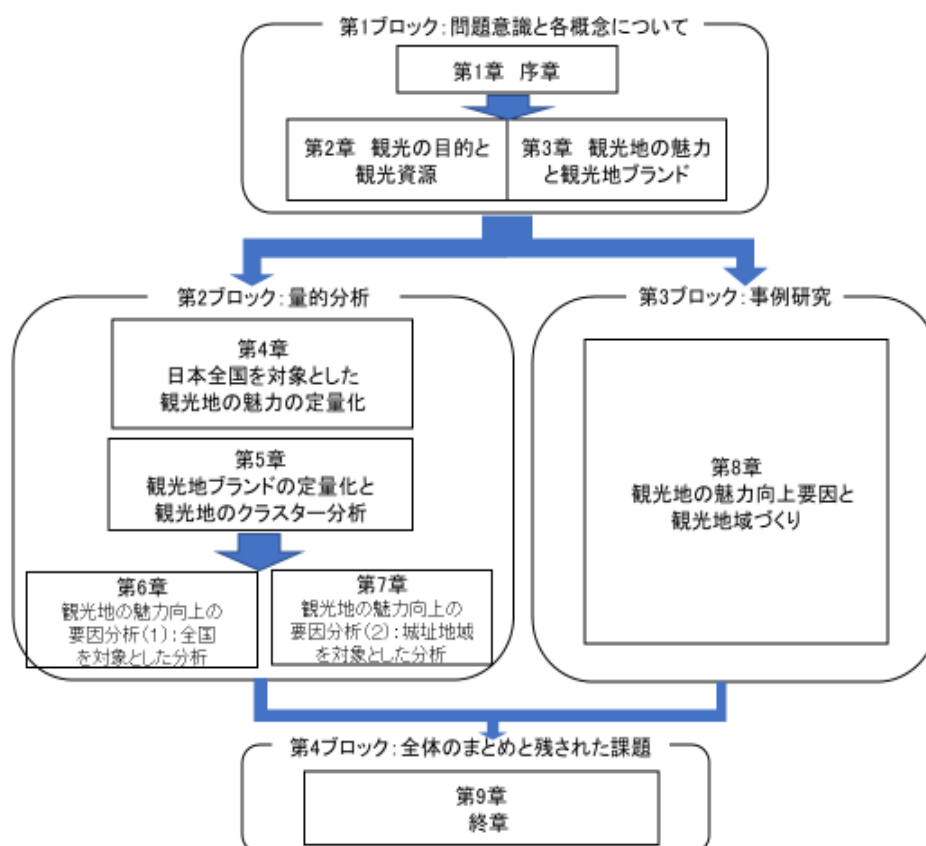 第1ブロック：問題意識と各概念について
第1章 序章
第2章 観光の目的と
観光資源
第3章 観光地の魅力
と観光地ブランド
第2ブロック：量的分析
第4章
日本全国を対象とした
観光地の魅力の定量化
第5章
観光地ブランドの定量化と
観光地のクラスター分析
第6章
観光地の魅力向上の
要因分析(1)：全国
を対象とした分析
第7章
観光地の魅力向上の
要因分析(2)：城址地域
を対象とした分析
第3ブロック：事例研究
第8章
観光地の魅力向上要因と
観光地域づくり
第4ブロック：全体のまとめと残された課題
第9章
終章